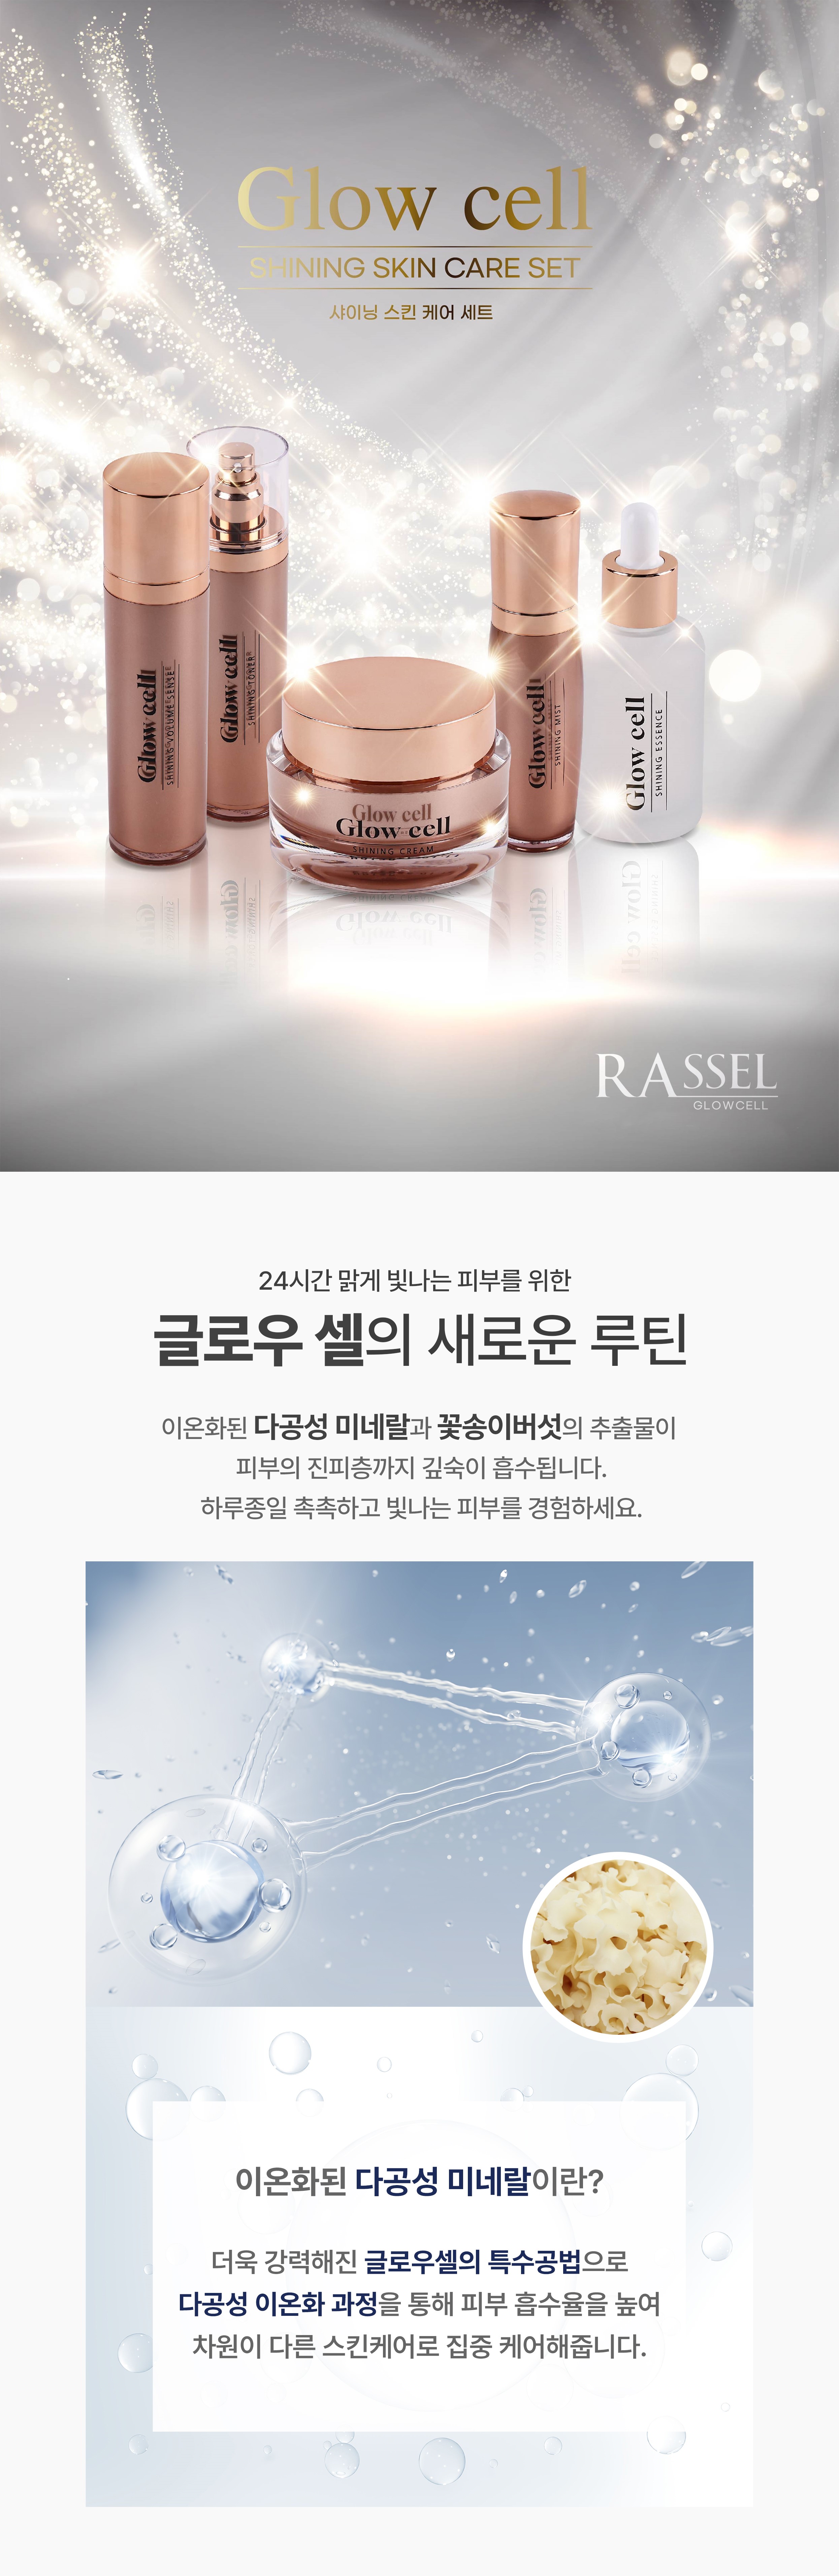 Glow cell
SHINING SKIN CARE SET
샤이닝 스킨 케어 세트
Glow cell
SHINING VOLUME SENSE
Glow cell
SHINING TONER
Glow cell
SHINING CREAM
Glow cell
SHINING MIST
Glow cell
SHINING ESSENCE
RASSEL
GLOWCELL
24시간 맑게 빛나는 피부를 위한
글로우 셀의 새로운 루틴
이온화된 다공성 미네랄과 꽃송이버섯의 추출물이
피부의 진피층까지 깊숙이 흡수됩니다.
하루종일 촉촉하고 빛나는 피부를 경험하세요.
이온화된 다공성 미네랄이란?
더욱 강력해진 글로우셀의 특수공법으로
다공성 이온화 과정을 통해 피부 흡수율을 높여
차원이 다른 스킨케어로 집중 케어해줍니다.